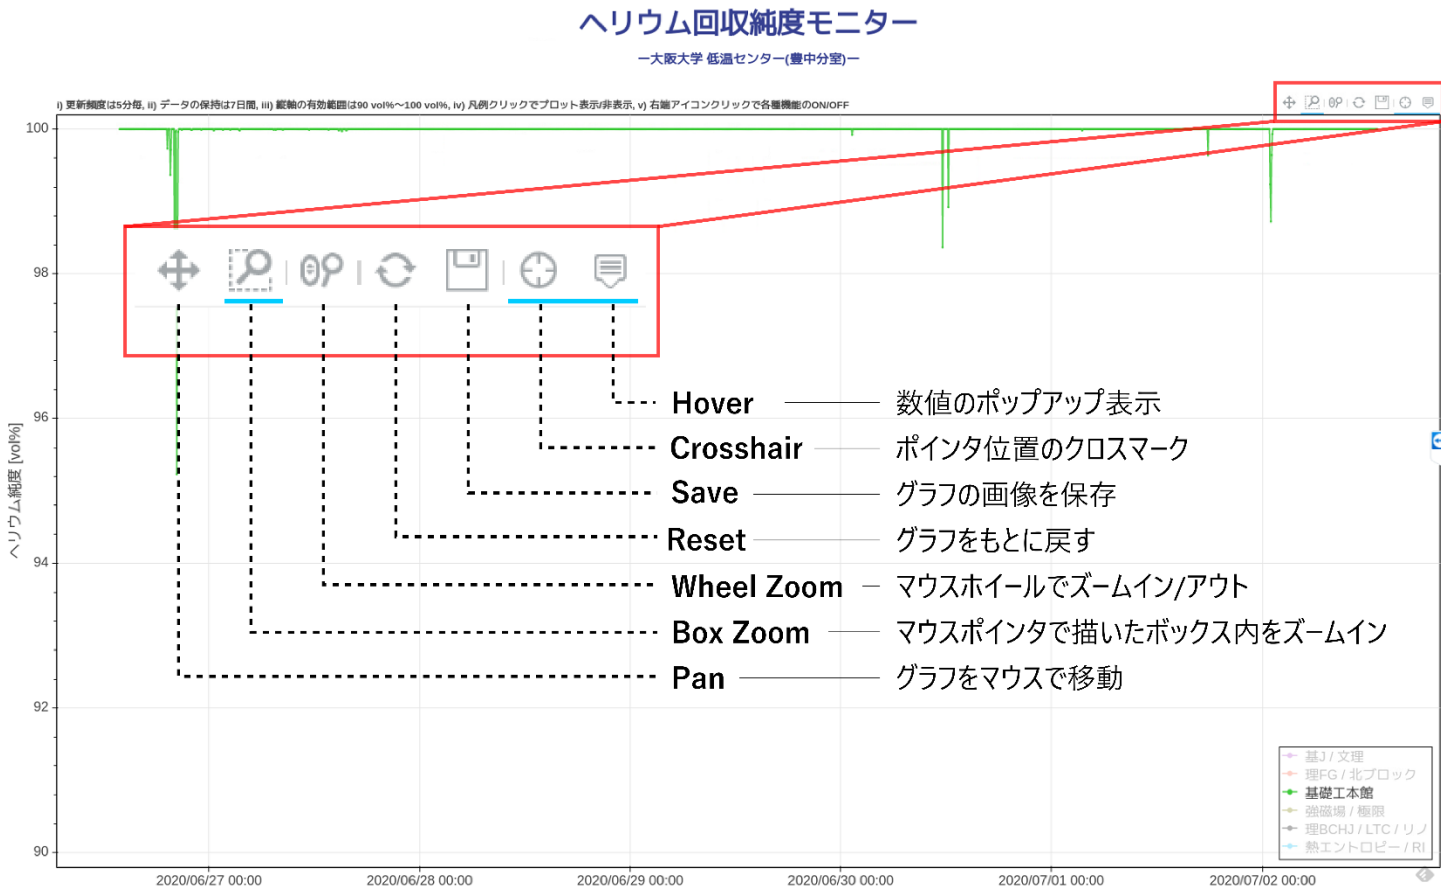 ヘリウム回収純度モニター
ー大阪大学 低温センター(豊中分室)ー
i) 更新頻度は5分毎, ii) データの保持は7日間, iii) 縦軸の有効範囲は90 vol%〜100 vol%, iv) 凡例クリックでプロット表示/非表示, v) 右端アイコンクリックで各種機能のON/OFF
100
98
96
94
92
90
ヘリウム純度 [vol%]
Hover 数値のポップアップ表示
Crosshair ポインタ位置のクロスマーク
Save グラフの画像を保存
Reset グラフをもとに戻す
Wheel Zoom マウスホイールでズームイン/アウト
Box Zoom マウスポインタで描いたボックス内をズームイン
Pan グラフをマウスで移動
基J / 文理
理FG / 北ブロック
基礎工本館
強磁場 / 極限
理BCHJ / LTC / リノ
熱エントロピー / RI
2020/06/27 00:00
2020/06/28 00:00
2020/06/29 00:00
2020/06/30 00:00
2020/07/01 00:00
2020/07/02 00:00